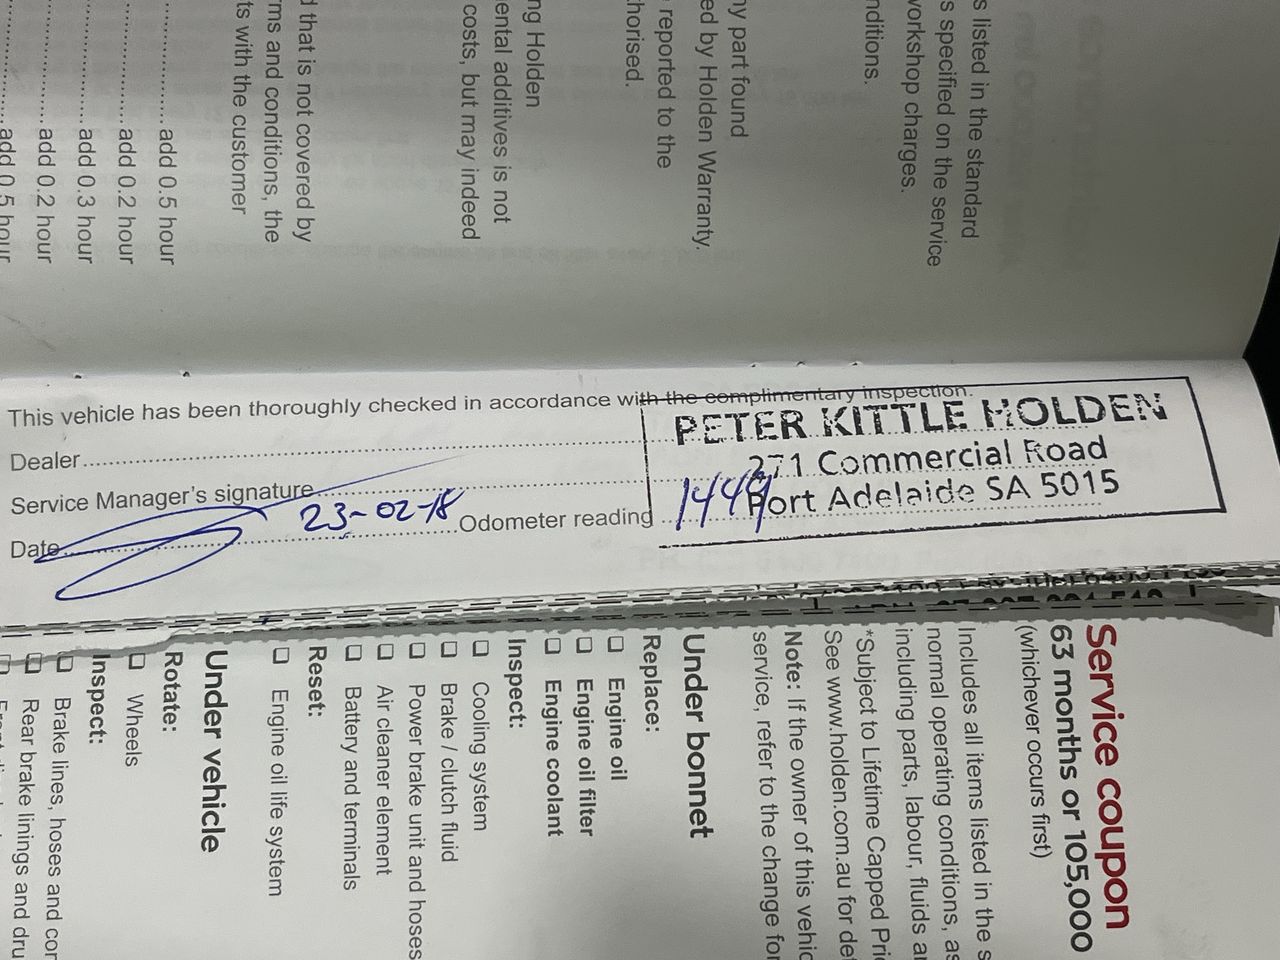 s listed in the standard
s specified on the service
workshop charges.
nditions.
ny part found
ed by Holden Warranty.
reported to the
horised.
ng Holden
ental additives is not
costs, but may indeed
d that is not covered by
rms and conditions, the
ts with the customer
add 0.5 hour
add 0.2 hour
add 0.3 hour
add 0.2 hour
add 0.5 hour
This vehicle has been thoroughly checked in accordance with the complimentary inspection.
Dealer
PETER KITTLE HOLDEN
271 Commercial Road
Port Adelaide SA 5015
Service Manager's signature
Date 23-02-18 Odometer reading 1449
Service coupon
63 months or 105,000
(whichever occurs first)
Includes all items listed in the s
normal operating conditions, as
including parts, labour, fluids a
*Subject to Lifetime Capped Pri
See www.holden.com.au for det
Note: If the owner of this vehic
service, refer to the change for
Under bonnet
Replace:
Engine oil
Engine oil filter
Engine coolant
Inspect:
Cooling system
Brake / clutch fluid
Power brake unit and hoses
Air cleaner element
Battery and terminals
Reset:
Engine oil life system
Under vehicle
Rotate:
Wheels
Inspect:
Brake lines, hoses and cor
Rear brake linings and dru